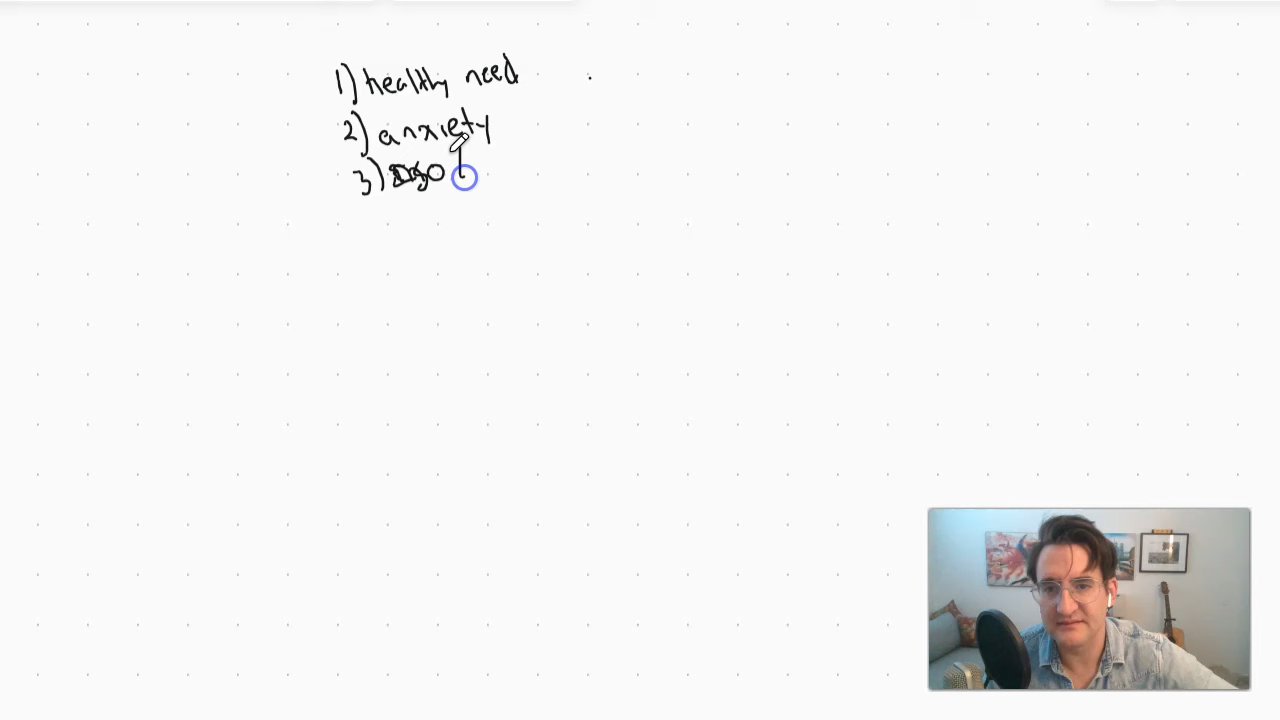 1) healthy need
2) anxiety
3)